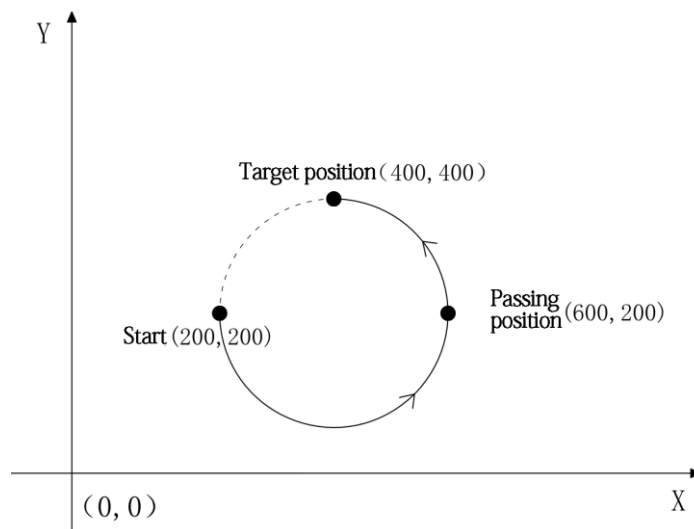 Y
Target position(400,400)
Passing
position(600,200)
Start(200,200)
X
(0,0)